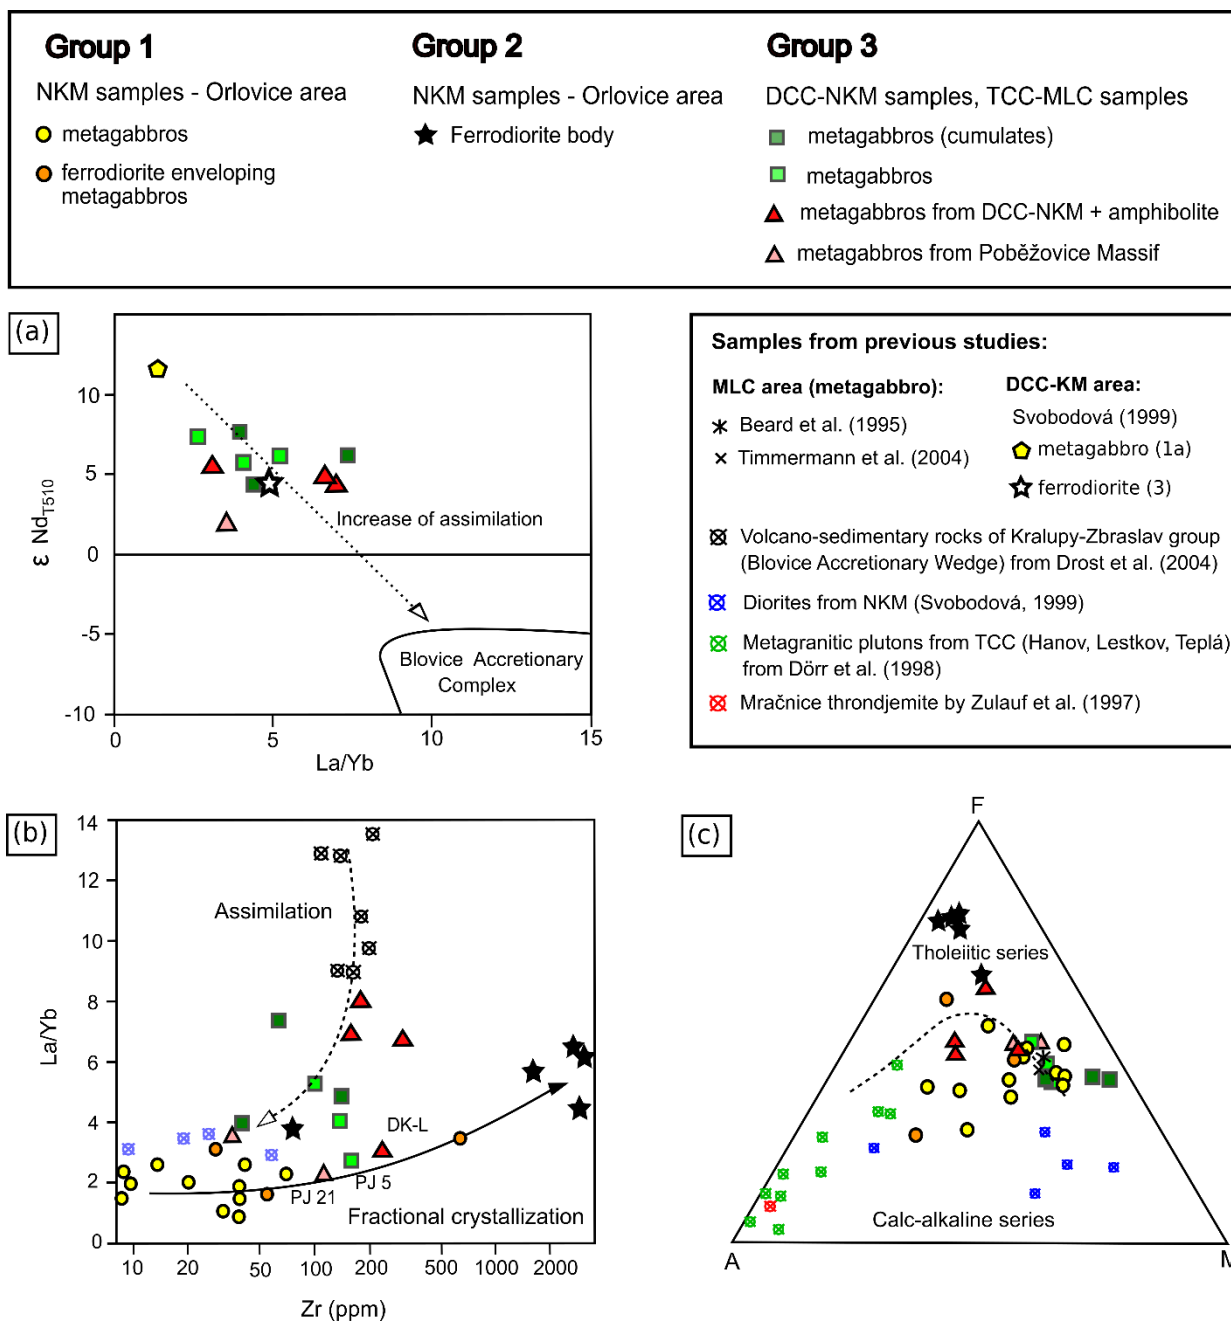 Group 1
NKM samples - Orlovice area
metagabbros
ferrodiorite enveloping
metagabbros
Group 2
NKM samples - Orlovice area
Ferrodiorite body
Group 3
DCC-NKM samples, TCC-MLC samples
metagabbros (cumulates)
metagabbros
metagabbros from DCC-NKM + amphibolite
metagabbros from Poběžovice Massif
(a)
ε Nd T510
10
5
0
-5
-10
Increase of assimilation
Blovice Accretionary
Complex
0
5
10
15
La/Yb
Samples from previous studies:
MLC area (metagabbro):
Beard et al. (1995)
Timmermann et al. (2004)
DCC-KM area:
Svobodová (1999)
metagabbro (1a)
ferrodiorite (3)
Volcano-sedimentary rocks of Kralupy-Zbraslav group
(Blovice Accretionary Wedge) from Drost et al. (2004)
Diorites from NKM (Svobodová, 1999)
Metagranitic plutons from TCC (Hanov, Lestkov, Teplá)
from Dörr et al. (1998)
Mračnice throndjemite by Zulauf et al. (1997)
(b)
La/Yb
14
12
10
8
6
4
2
0
Assimilation
DK-L
PJ 5
PJ 21
Fractional crystallization
10
20
50
100
200
500
1000
2000
Zr (ppm)
(c)
F
Tholeiitic series
Calc-alkaline series
A
M